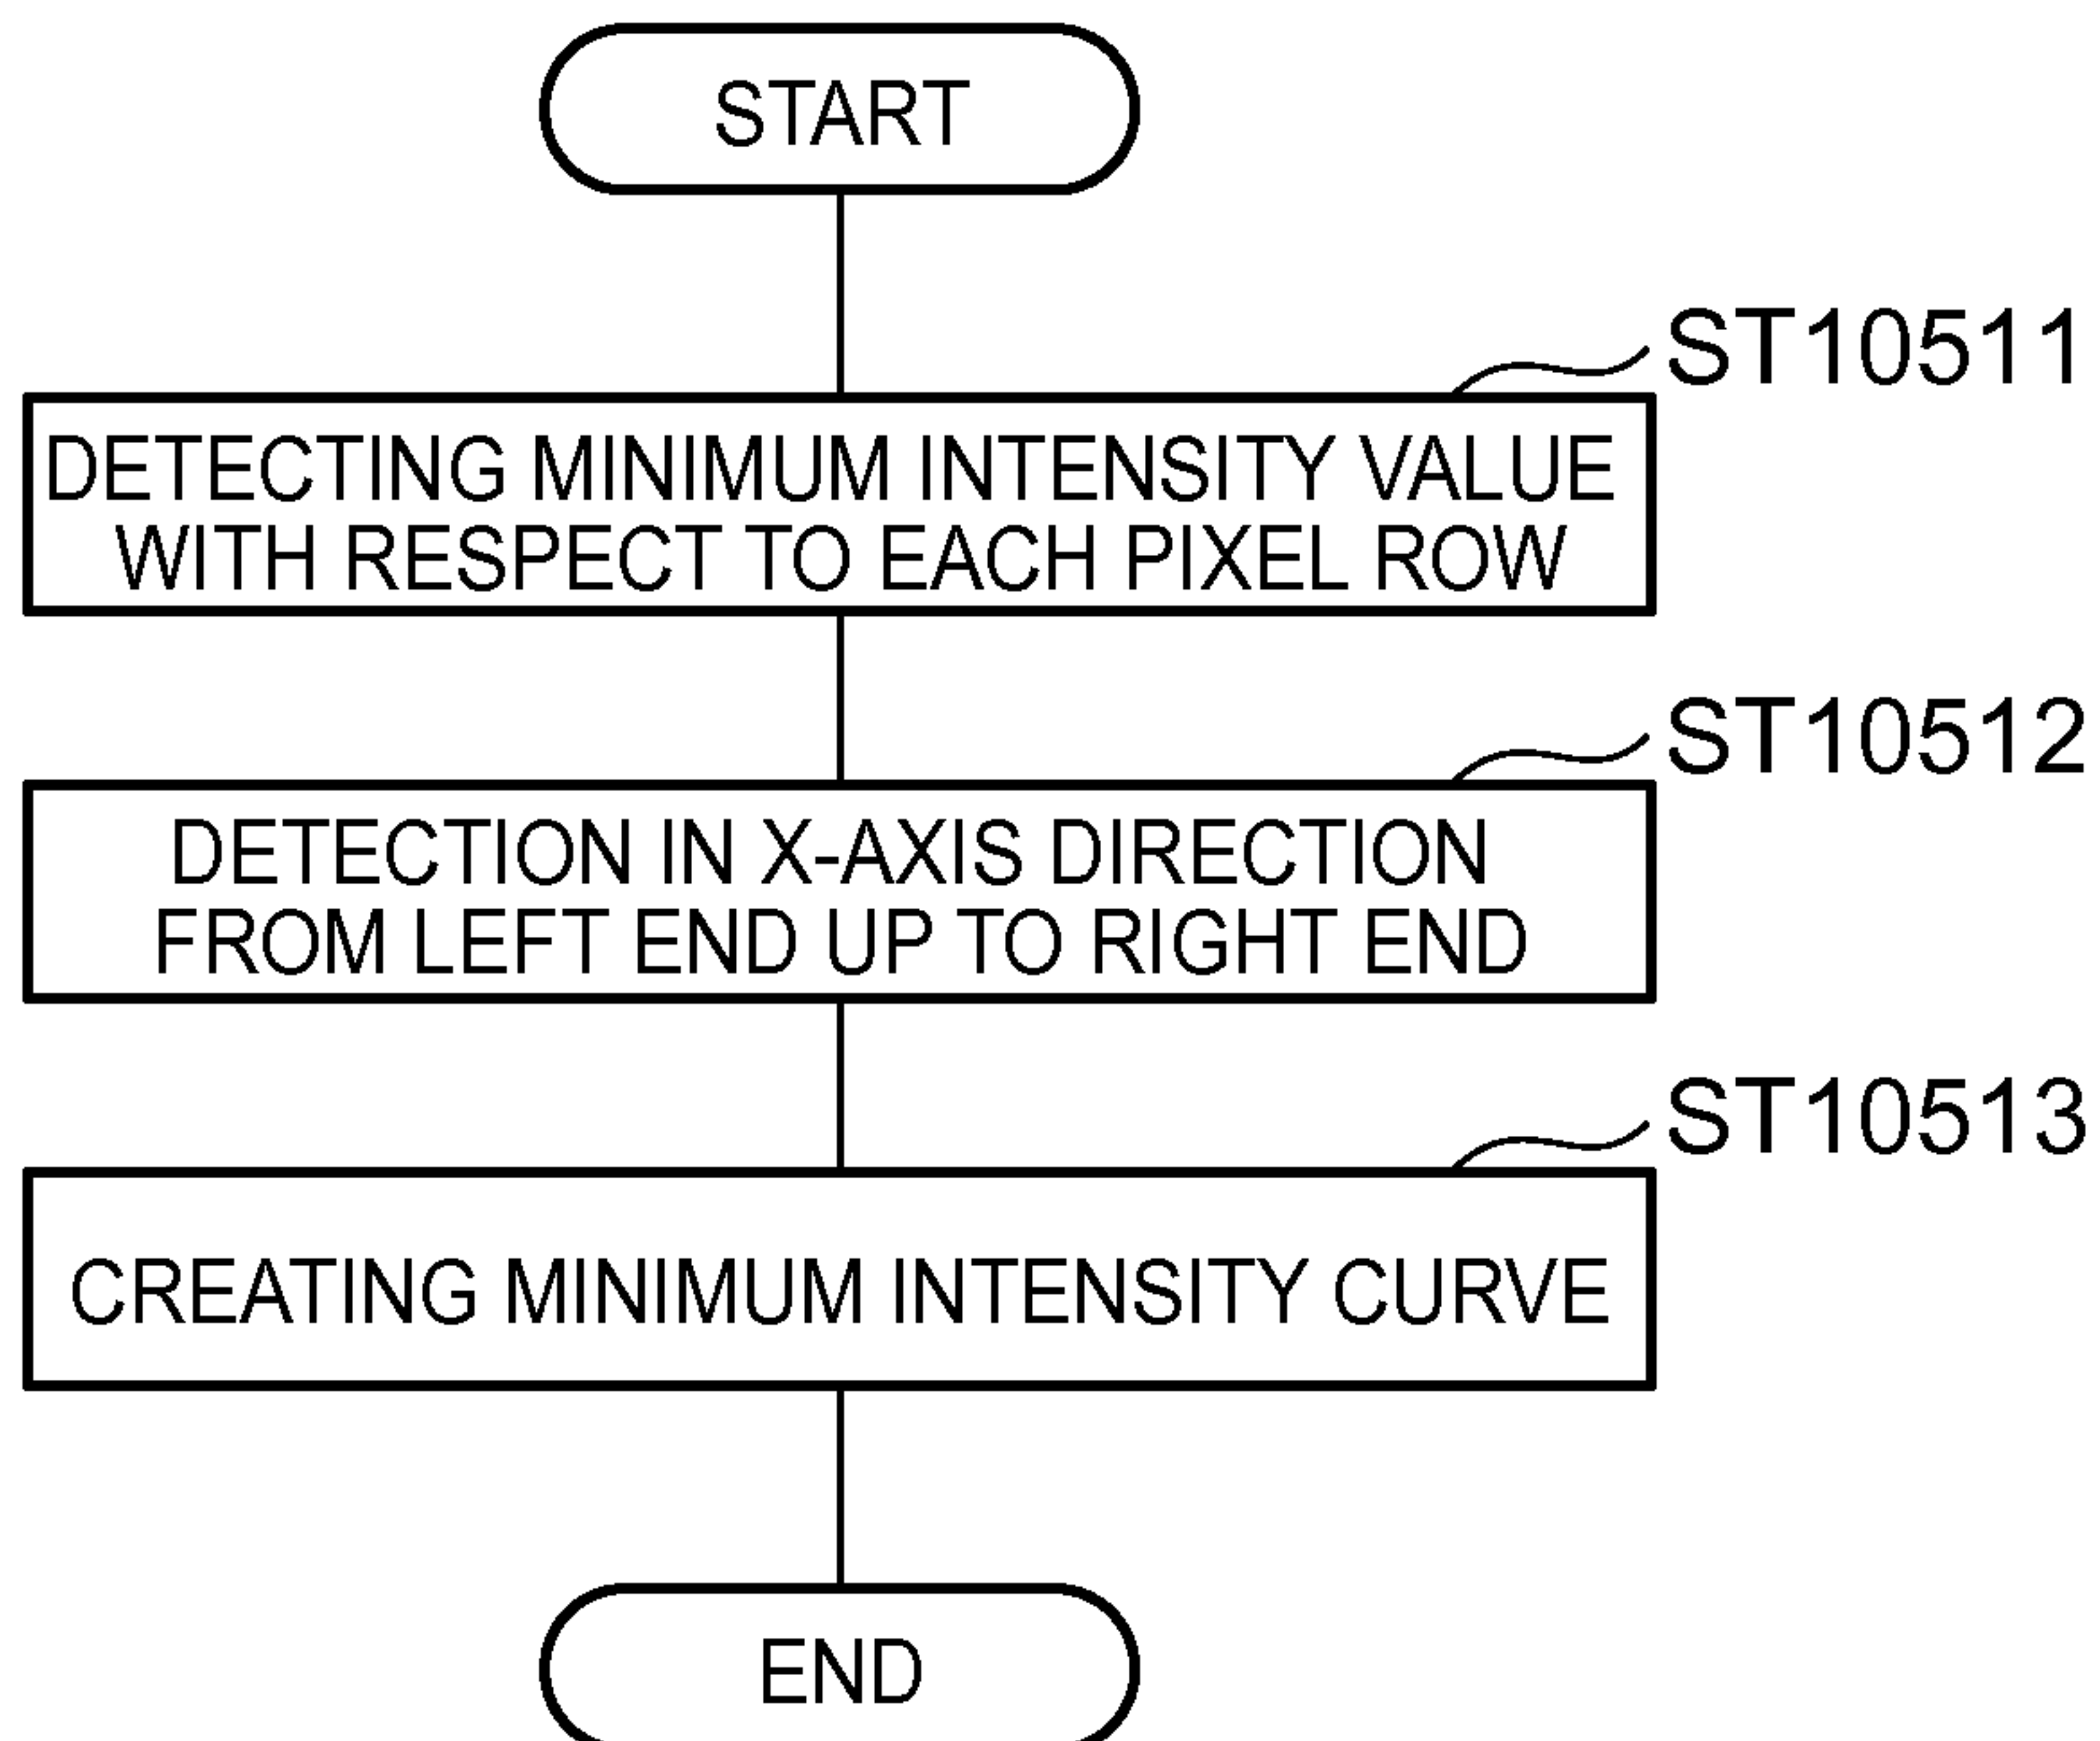 START
ST10511
DETECTING MINIMUM INTENSITY VALUE
WITH RESPECT TO EACH PIXEL ROW
ST10512
DETECTION IN X-AXIS DIRECTION
FROM LEFT END UP TO RIGHT END
ST10513
CREATING MINIMUM INTENSITY CURVE
END